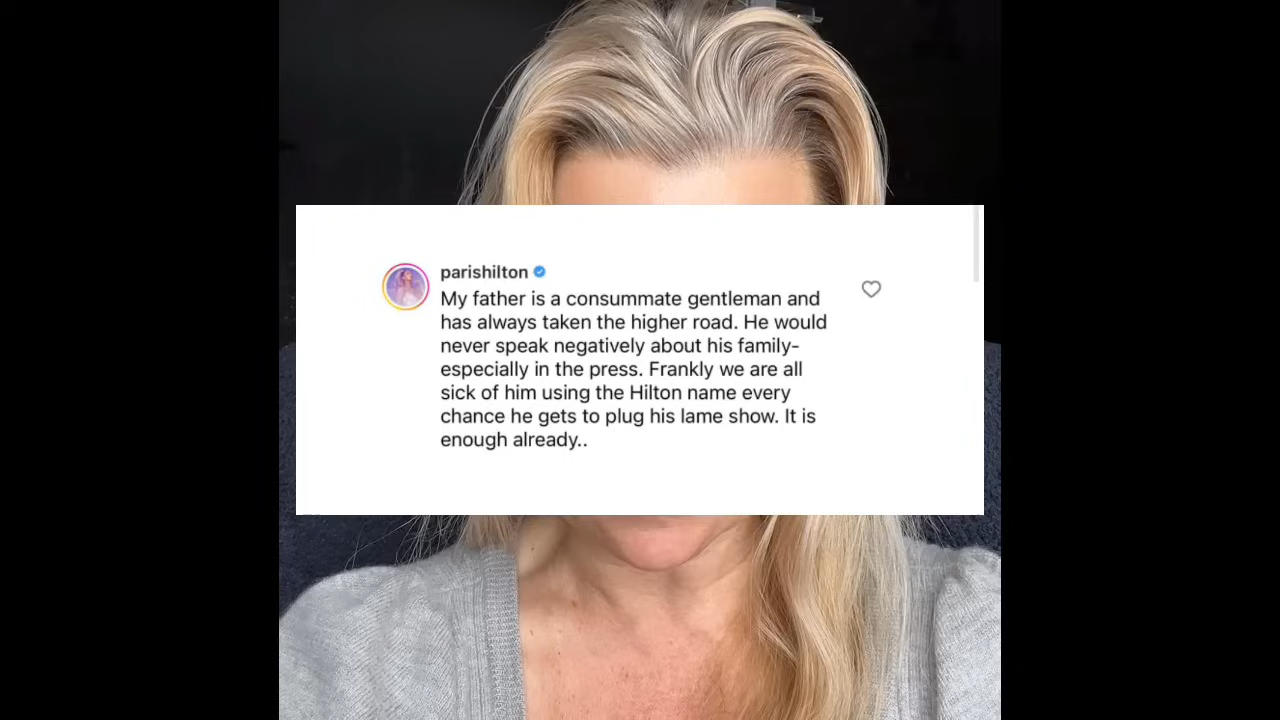 parishilton
My father is a consummate gentleman and
has always taken the higher road. He would
never speak negatively about his family-
especially in the press. Frankly we are all
sick of him using the Hilton name every
chance he gets to plug his lame show. It is
enough already..